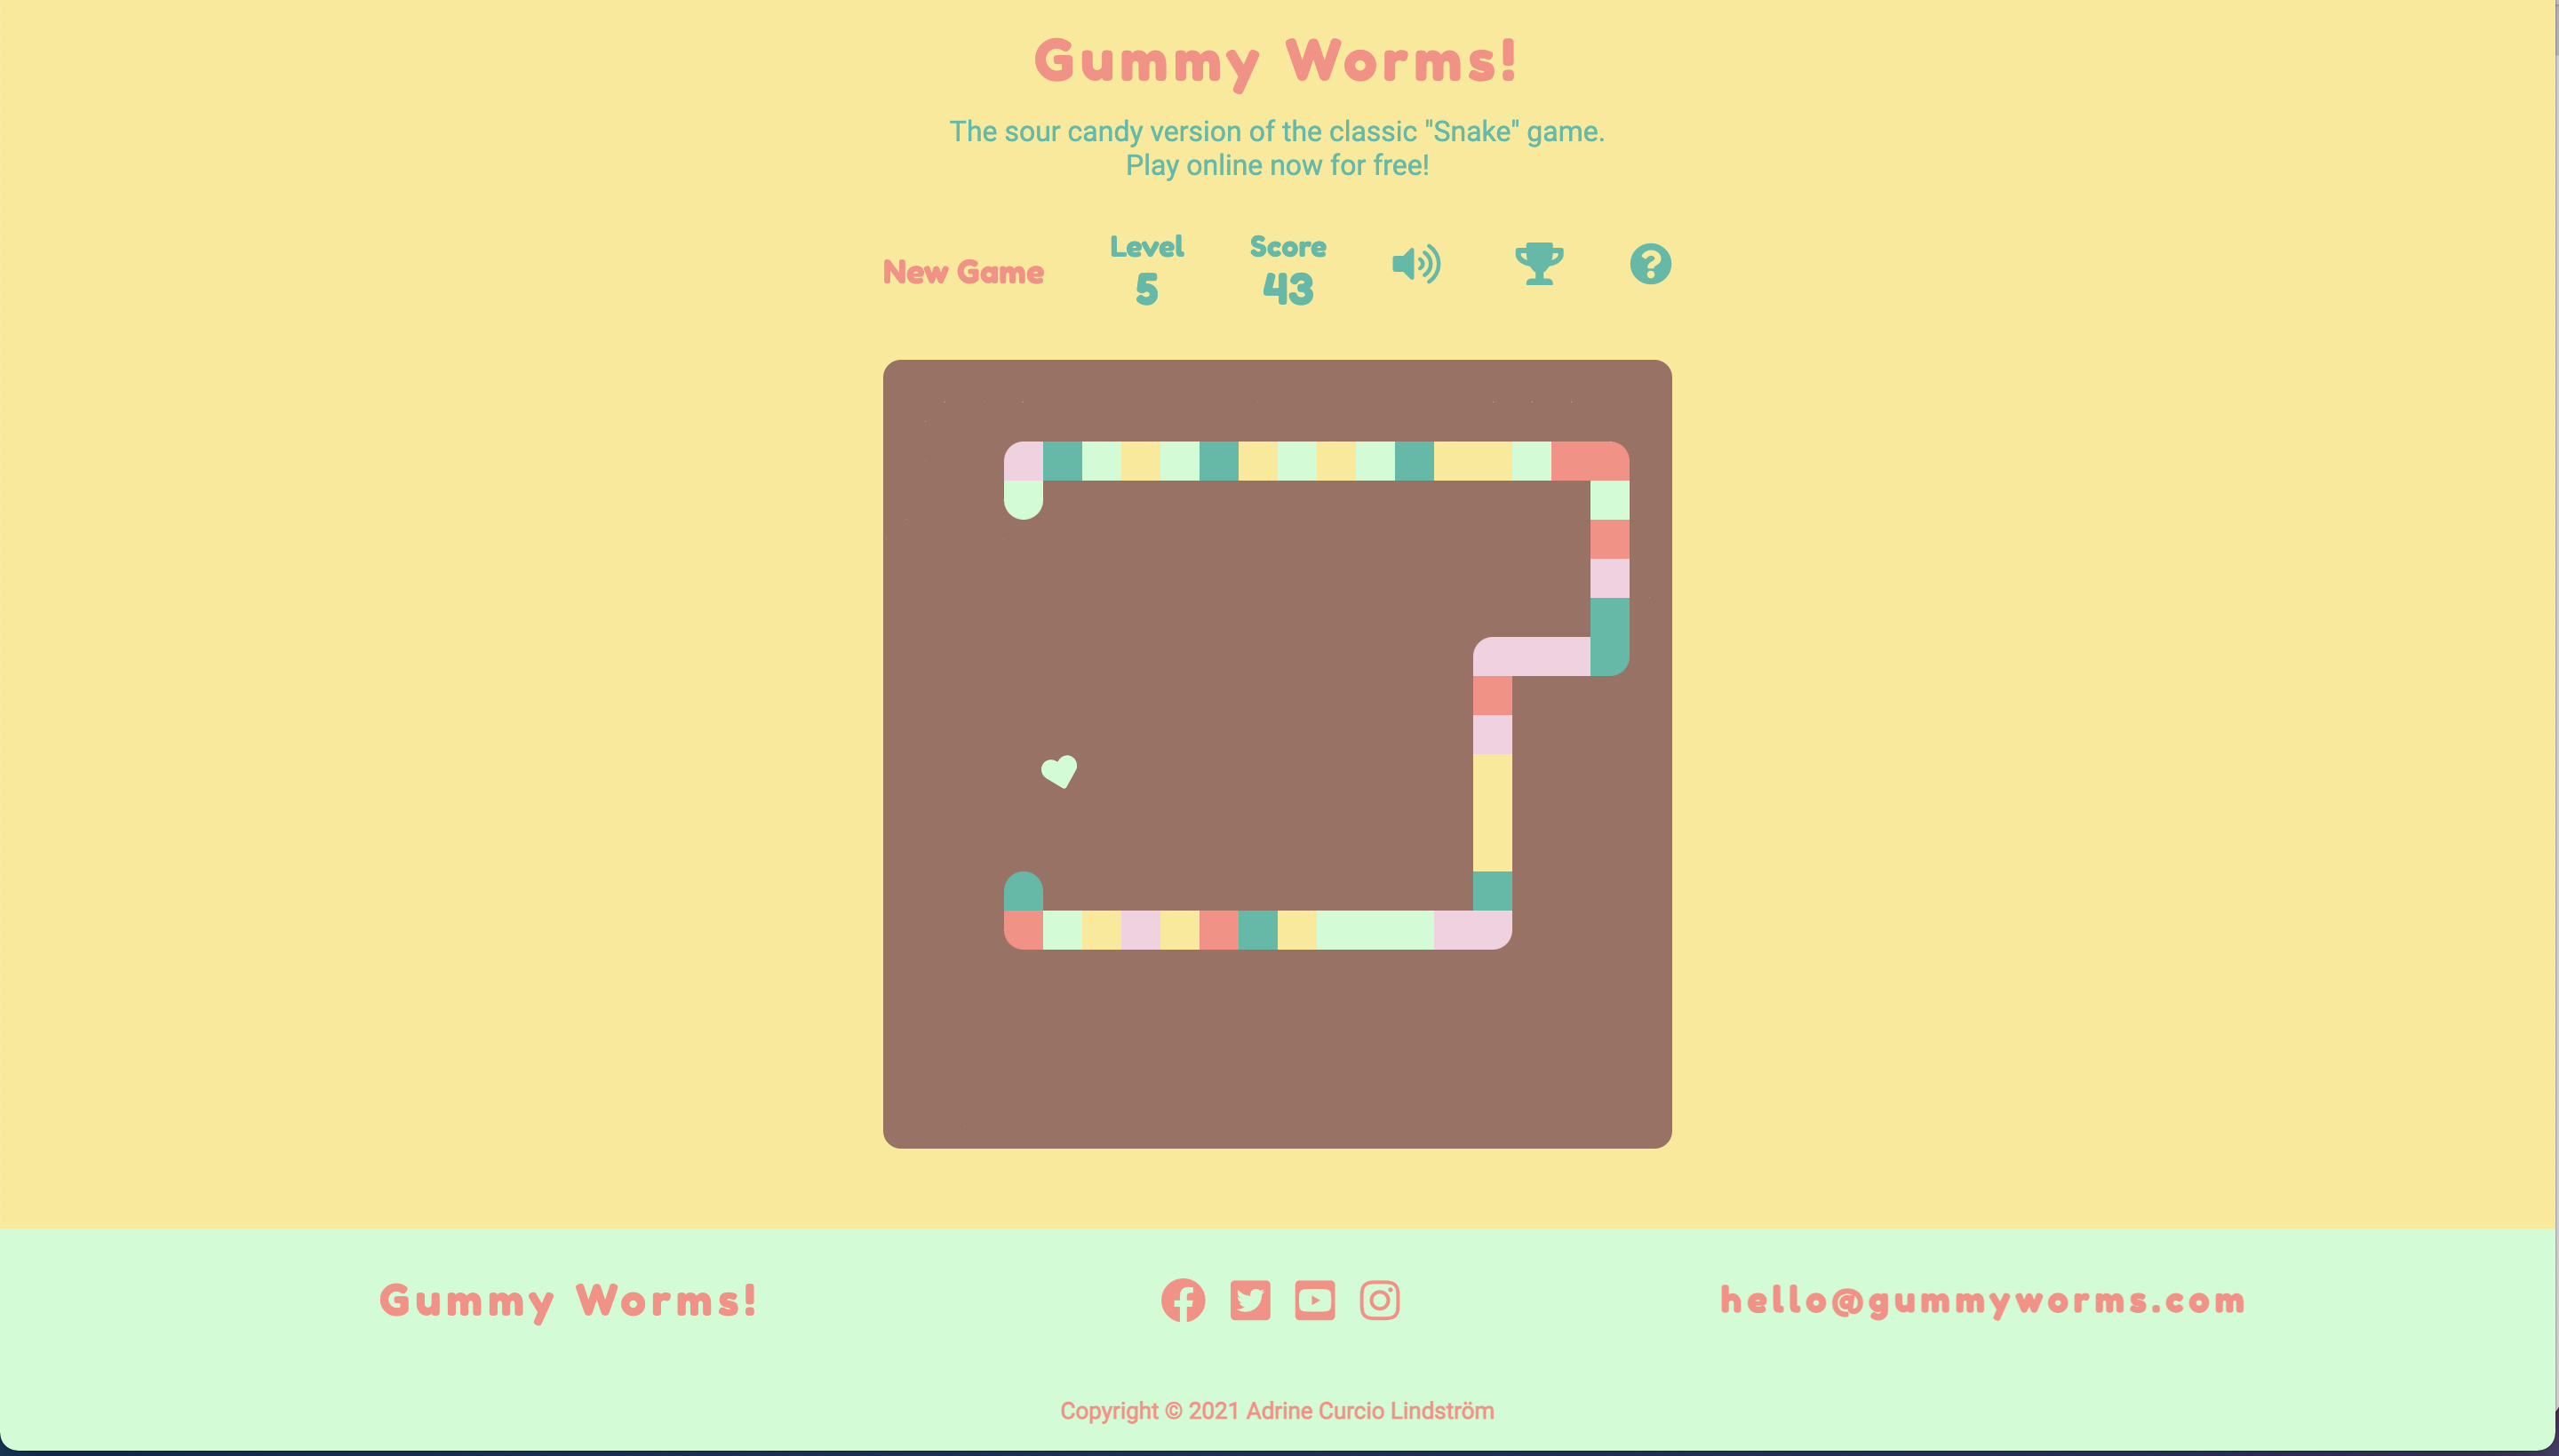 Gummy Worms!
The sour candy version of the classic "Snake" game.
Play online now for free!
New Game
Level
5
Score
43
Gummy Worms!
hello@gummyworms.com
Copyright © 2021 Adrine Curcio Lindström